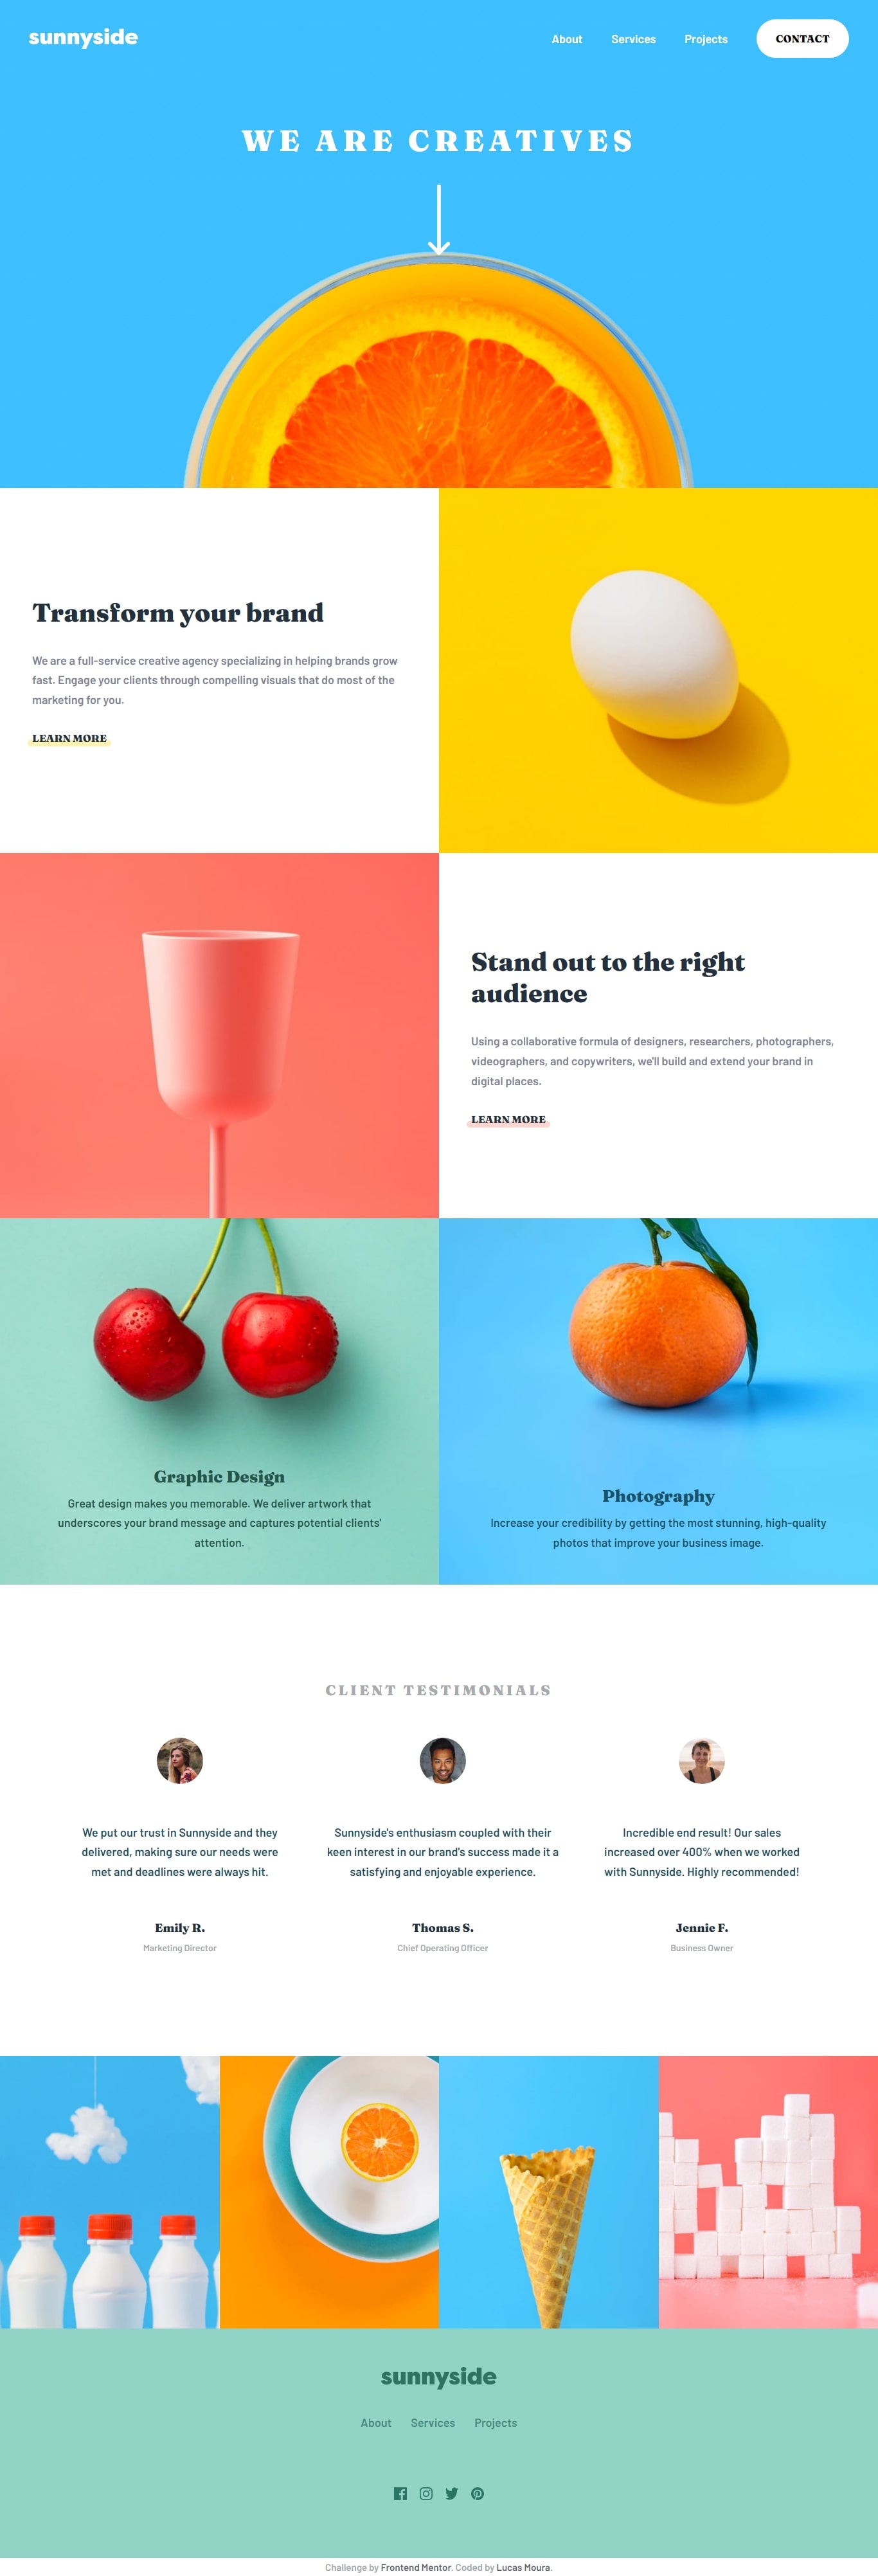 sunnyside
About Services Projects CONTACT
WE ARE CREATIVES
Transform your brand
We are a full-service creative agency specializing in helping brands grow
fast. Engage your clients through compelling visuals that do most of the
marketing for you.
LEARN MORE
Stand out to the right
audience
Using a collaborative formula of designers, researchers, photographers,
videographers, and copywriters, we'll build and extend your brand in
digital places.
LEARN MORE
Graphic Design
Great design makes you memorable. We deliver artwork that
underscores your brand message and captures potential clients'
attention.
Photography
Increase your credibility by getting the most stunning, high-quality
photos that improve your business image.
CLIENT TESTIMONIALS
We put our trust in Sunnyside and they
delivered, making sure our needs were
met and deadlines were always hit.
Emily R.
Marketing Director
Sunnyside's enthusiasm coupled with their
keen interest in our brand's success made it a
satisfying and enjoyable experience.
Thomas S.
Chief Operating Officer
Incredible end result! Our sales
increased over 400% when we worked
with Sunnyside. Highly recommended!
Jennie F.
Business Owner
sunnyside
About Services Projects
Challenge by Frontend Mentor. Coded by Lucas Moura.